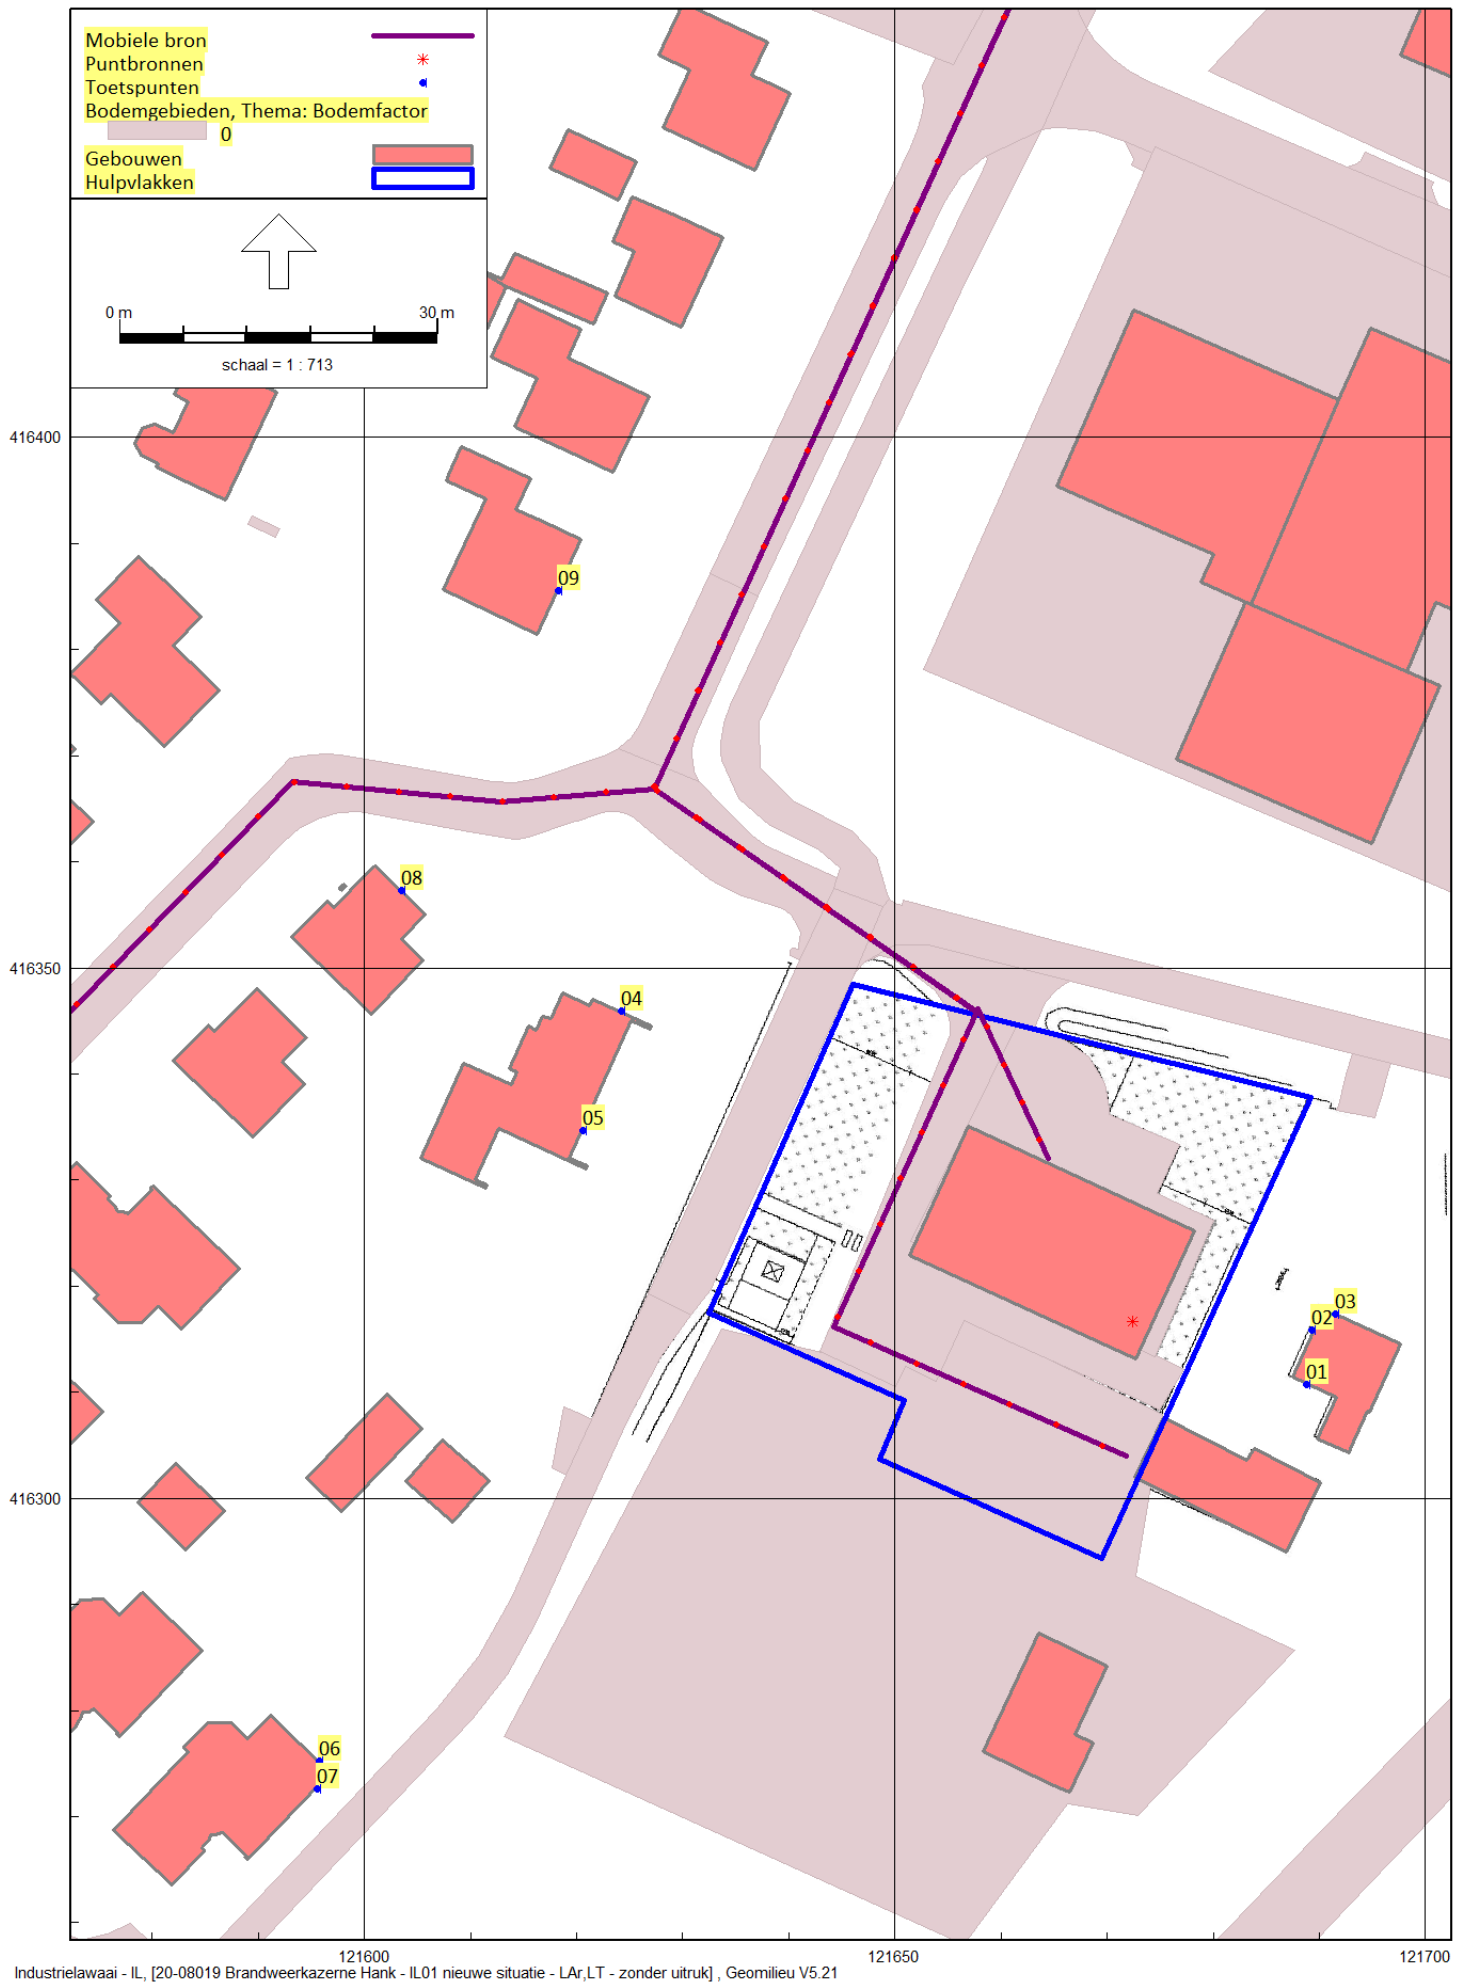 Mobiele bron
Puntbronnen
Toetspunten
Bodemgebieden, Thema: Bodemfactor
0
Gebouwen
Hulpvlakken
0 m 30 m
schaal = 1 : 713
416400
09
08
416350
04
05
03
02
01
416300
06
07
121600 121650 121700
Industrielawaai - IL, [20-08019 Brandweerkazerne Hank - IL01 nieuwe situatie - LAr,LT - zonder uitruk] , Geomilieu V5.21